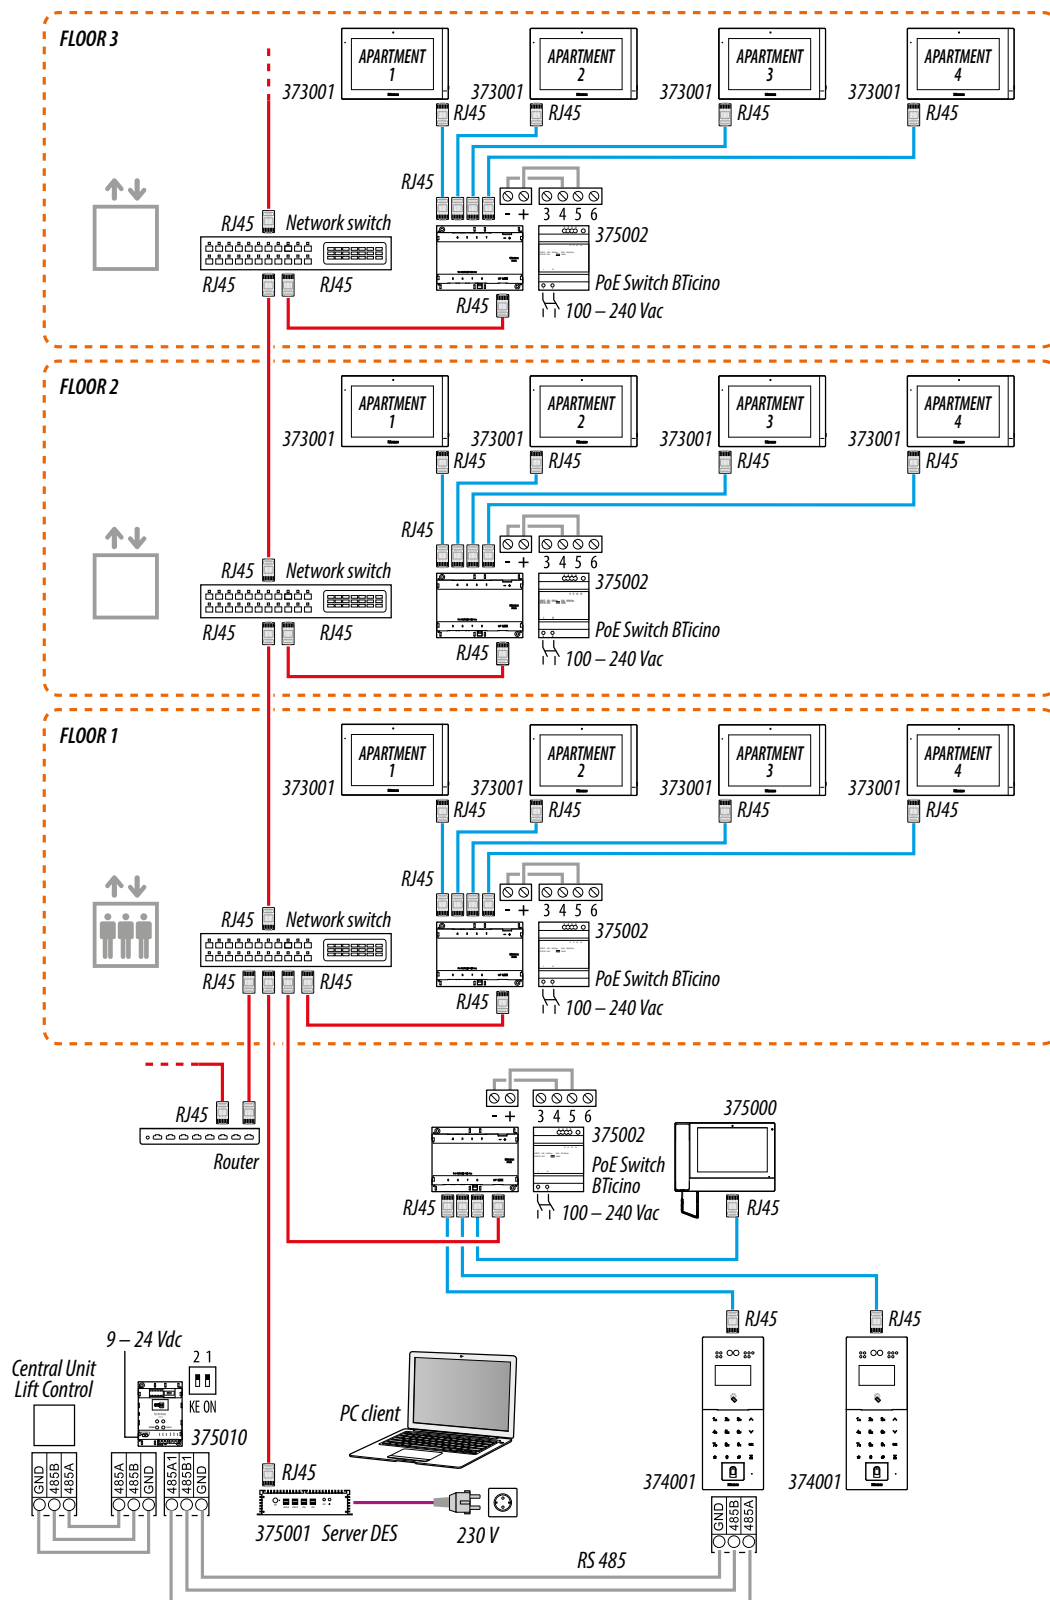 FLOOR 3
APARTMENT 1
APARTMENT 2
APARTMENT 3
APARTMENT 4
373001
373001
373001
373001
RJ45
RJ45
RJ45
RJ45
RJ45
- + 3 4 5 6
RJ45 Network switch
375002
RJ45 RJ45
PoE Switch BTicino
RJ45
100 – 240 Vac
FLOOR 2
APARTMENT 1
APARTMENT 2
APARTMENT 3
APARTMENT 4
373001
373001
373001
373001
RJ45
RJ45
RJ45
RJ45
RJ45
- + 3 4 5 6
RJ45 Network switch
375002
RJ45 RJ45
PoE Switch BTicino
RJ45
100 – 240 Vac
FLOOR 1
APARTMENT 1
APARTMENT 2
APARTMENT 3
APARTMENT 4
373001
373001
373001
373001
RJ45
RJ45
RJ45
RJ45
RJ45
- + 3 4 5 6
RJ45 Network switch
375002
RJ45 RJ45
PoE Switch BTicino
RJ45
100 – 240 Vac
RJ45
Router
- + 3 4 5 6
375002
PoE Switch
BTicino
375000
RJ45
100 – 240 Vac
RJ45
RJ45
RJ45
9 – 24 Vdc
Central Unit
Lift Control
2 1
KE ON
375010
PC client
GND
485B
485A
485A
485B
GND
485A1
485B1
GND
RJ45
375001 Server DES
230 V
374001
374001
GND
485B
485A
RS 485